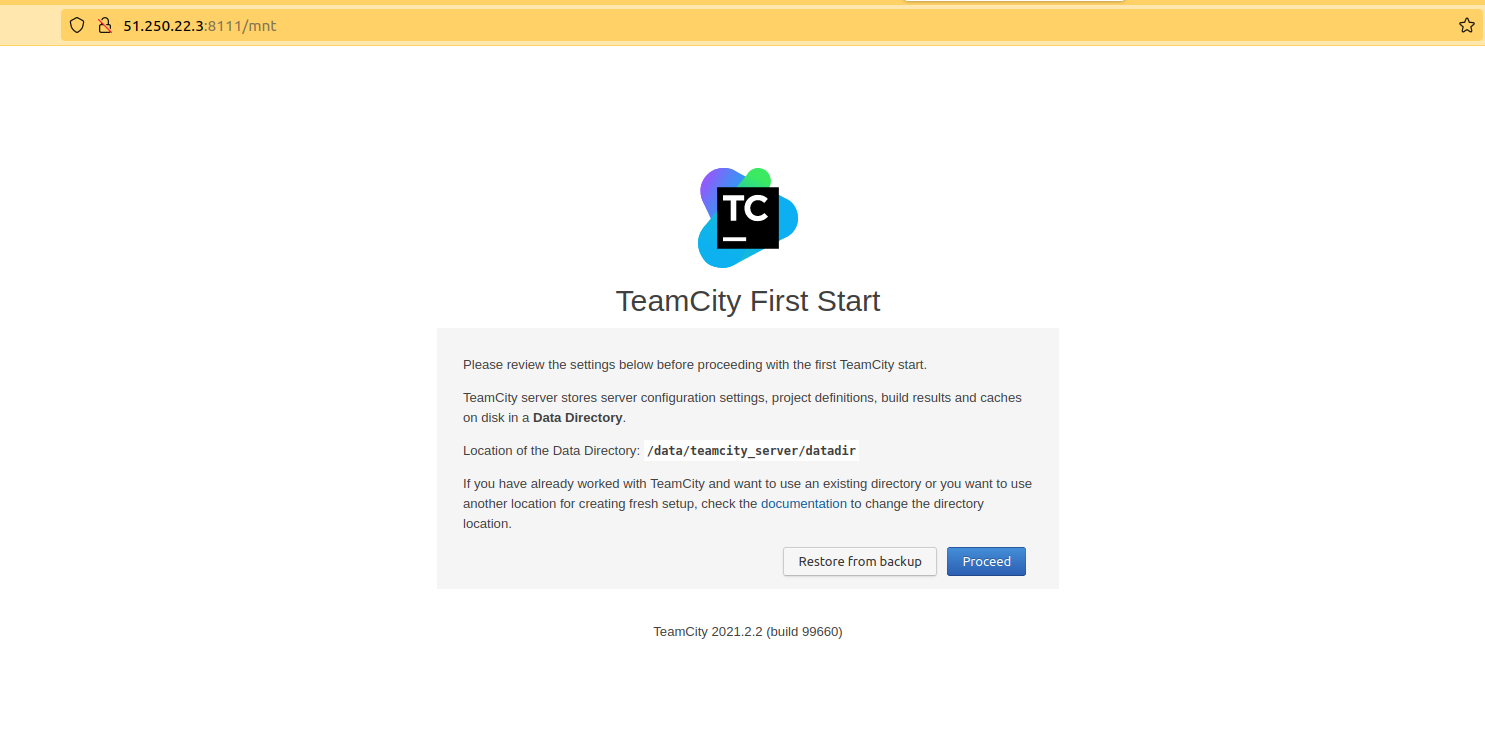 51.250.22.3:8111/mnt
TC
TeamCity First Start
Please review the settings below before proceeding with the first TeamCity start.
TeamCity server stores server configuration settings, project definitions, build results and caches
on disk in a Data Directory.
Location of the Data Directory: /data/teamcity_server/datadir
If you have already worked with TeamCity and want to use an existing directory or you want to use
another location for creating fresh setup, check the documentation to change the directory
location.
Restore from backup Proceed
TeamCity 2021.2.2 (build 99660)